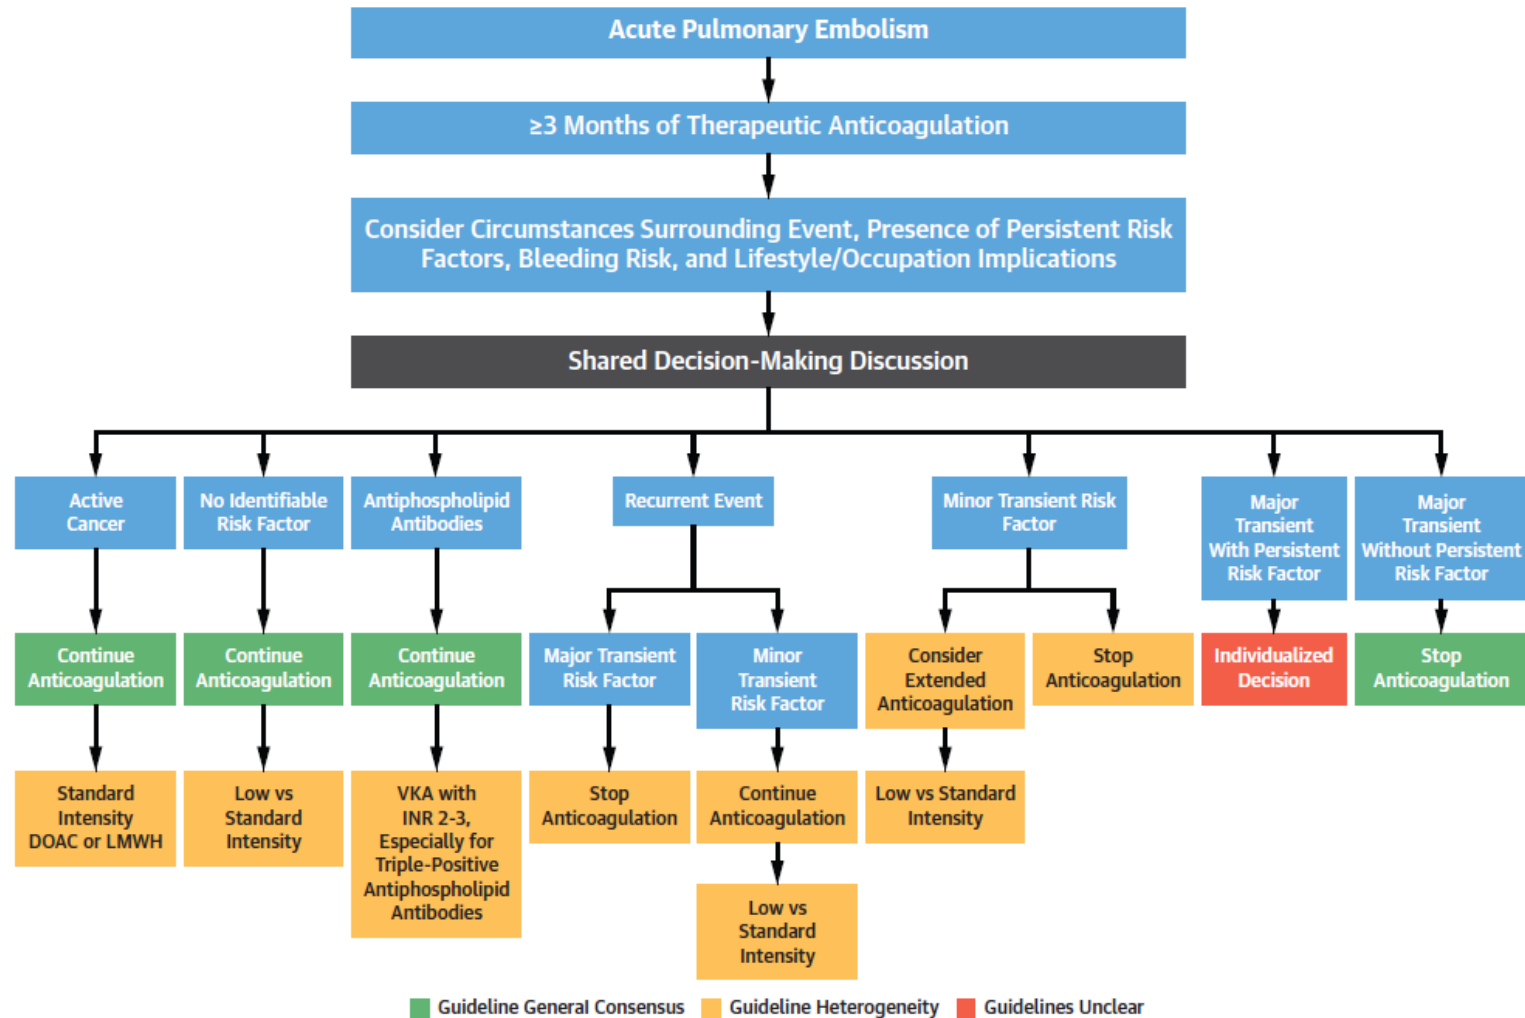 Acute Pulmonary Embolism
≥3 Months of Therapeutic Anticoagulation
Consider Circumstances Surrounding Event, Presence of Persistent Risk
Factors, Bleeding Risk, and Lifestyle/Occupation Implications
Shared Decision-Making Discussion
Active
Cancer
No Identifiable
Risk Factor
Antiphospholipid
Antibodies
Recurrent Event
Minor Transient Risk
Factor
Major
Transient
With Persistent
Risk Factor
Major
Transient
Without Persistent
Risk Factor
Continue
Anticoagulation
Continue
Anticoagulation
Continue
Anticoagulation
Major Transient
Risk Factor
Minor
Transient
Risk Factor
Consider
Extended
Anticoagulation
Stop
Anticoagulation
Individualized
Decision
Stop
Anticoagulation
Standard
Intensity
DOAC or LMWH
Low vs
Standard
Intensity
VKA with
INR 2-3,
Especially for
Triple-Positive
Antiphospholipid
Antibodies
Stop
Anticoagulation
Continue
Anticoagulation
Low vs Standard
Intensity
Low vs
Standard
Intensity
Guideline General Consensus
Guideline Heterogeneity
Guidelines Unclear